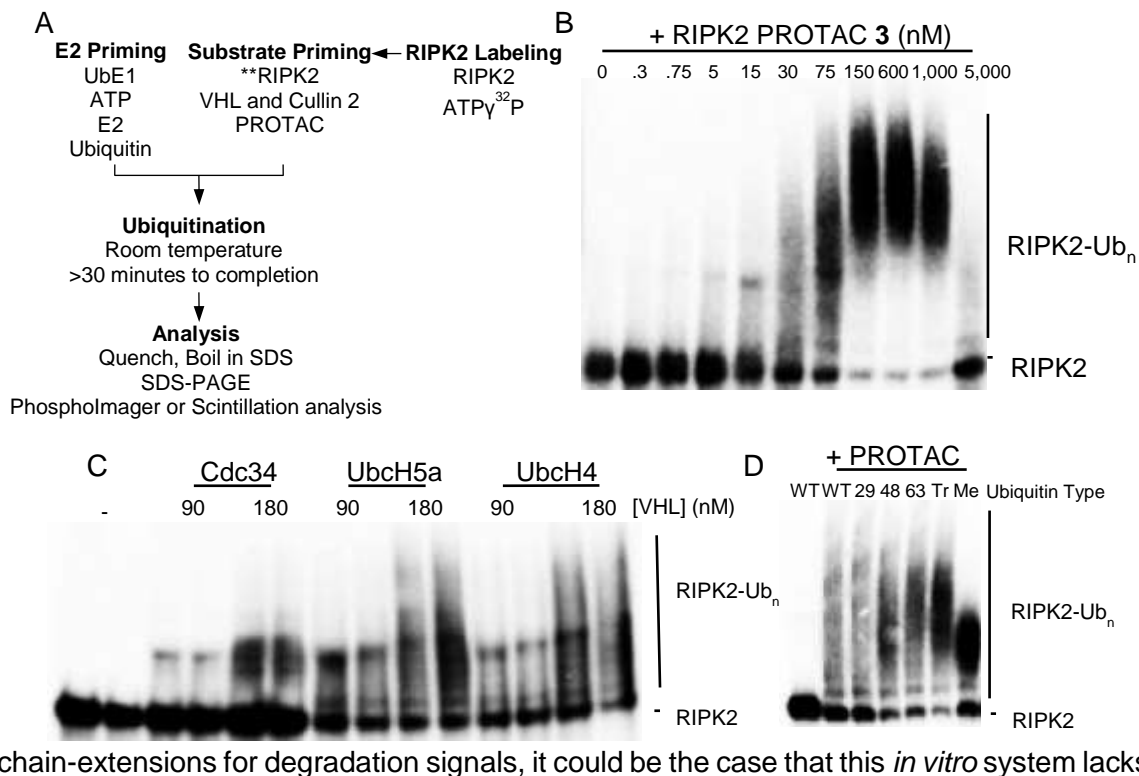 A
E2 Priming
UbE1
ATP
E2
Ubiquitin
Substrate Priming
**RIPK2
VHL and Cullin 2
PROTAC
RIPK2 Labeling
RIPK2
ATPγ³²P
Ubiquitination
Room temperature
>30 minutes to completion
Analysis
Quench, Boil in SDS
SDS-PAGE
PhosphoImager or Scintillation analysis
B
+ RIPK2 PROTAC 3 (nM)
0 .3 .75 5 15 30 75 150 600 1,000 5,000
RIPK2-Ubn
- RIPK2
C
Cdc34 UbcH5a UbcH4
- 90 180 90 180 90 180 [VHL] (nM)
RIPK2-Ubn
- RIPK2
D
+ PROTAC
WT WT 29 48 63 Tr Me Ubiquitin Type
RIPK2-Ubn
- RIPK2
chain-extensions for degradation signals, it could be the case that this in vitro system lacks